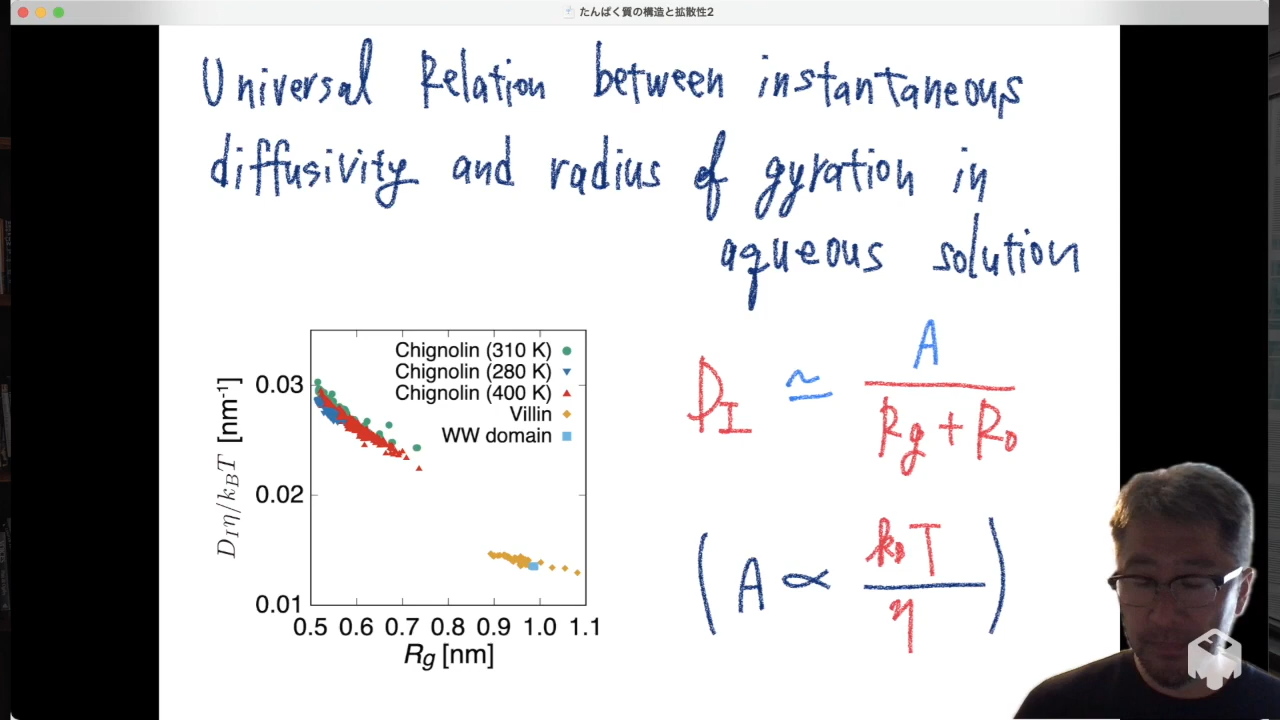 たんぱく質の構造と拡散性2
Universal Relation between instantaneous
diffusivity and radius of gyration in
aqueous solution
D_I ≃ A / (Rg + R0)
(A ∝ kBT / η)
Chignolin (310 K)
Chignolin (280 K)
Chignolin (400 K)
Villin
WW domain
0.03
0.02
0.01
D_I η/k_B T [nm⁻¹]
0.5 0.6 0.7 0.8 0.9 1.0 1.1
Rg [nm]